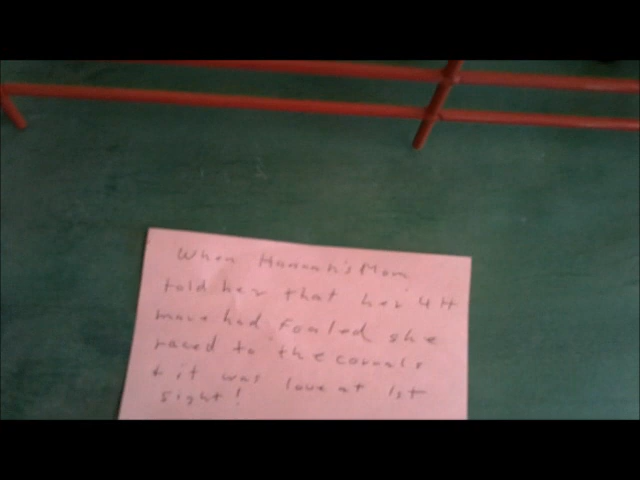 When Hannah's Mom
told her that her 4H
mare had foaled she
raced to the corrals
& it was love at 1st
sight!